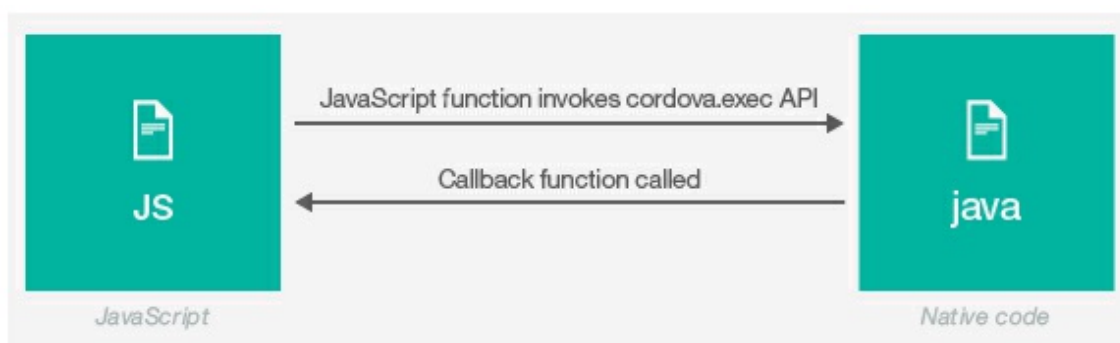 JavaScript function invokes cordova.exec API
Callback function called
JS
java
JavaScript
Native code